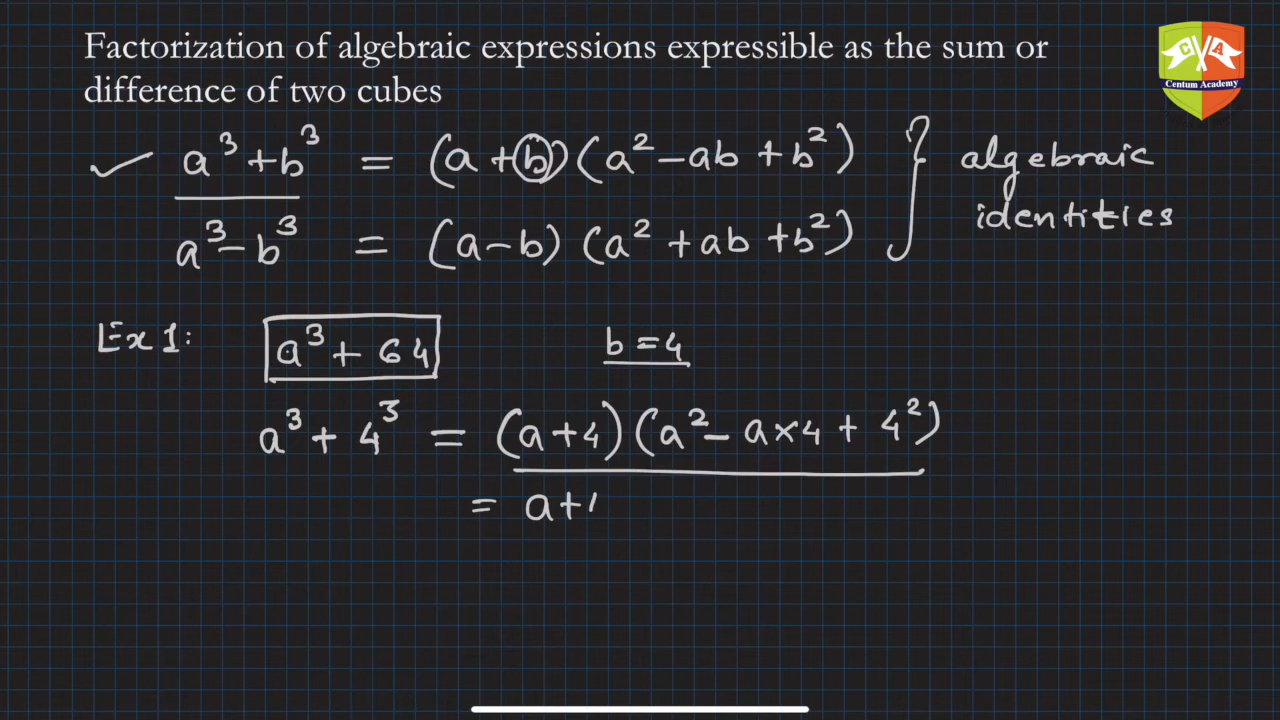 Factorization of algebraic expressions expressible as the sum or
difference of two cubes
C A
Centum Academy
✓ a³+b³ = (a+b)(a²-ab+b²)
a³-b³ = (a-b)(a²+ab+b²)
} algebraic
identities
Ex 1: a³+64 b=4
a³+4³ = (a+4)(a²-a×4+4²)
= a+